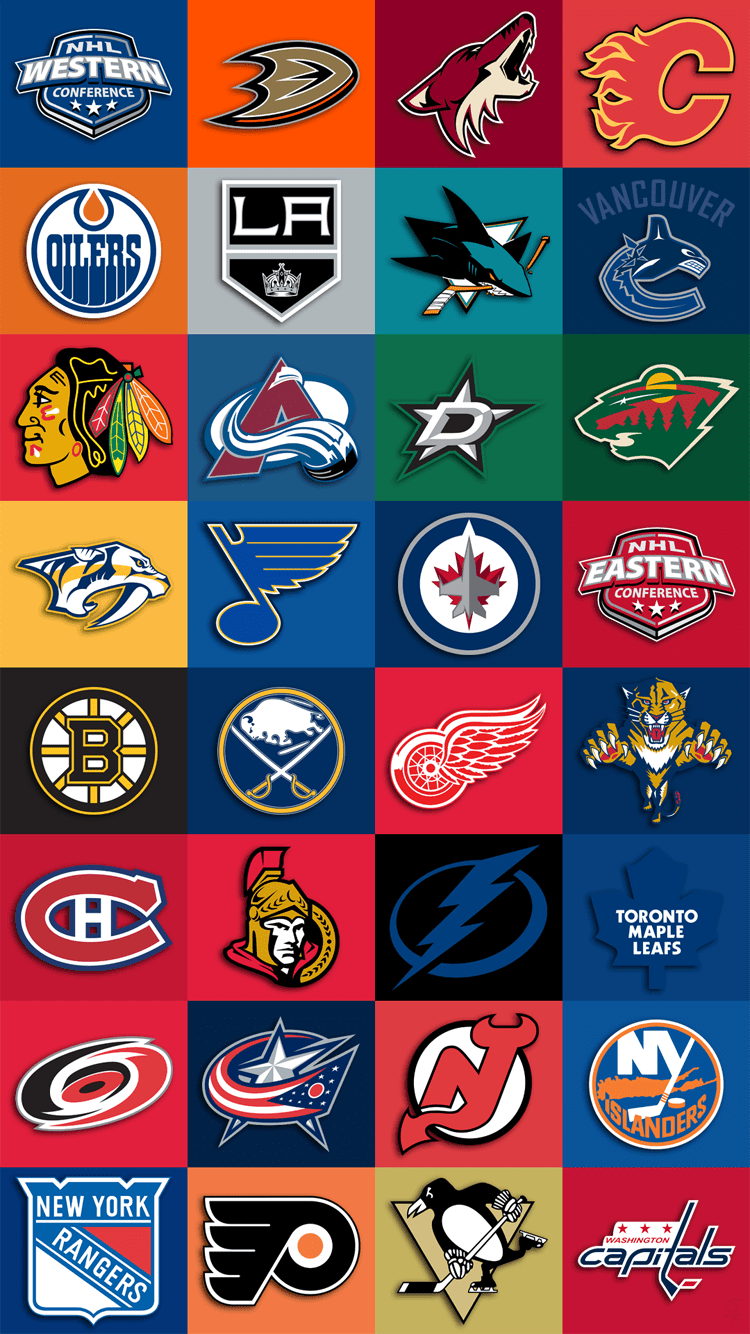 NHL
WESTERN
CONFERENCE
C
OILERS
LA
VANCOUVER
A
D
NHL
EASTERN
CONFERENCE
B
C
H
TORONTO
MAPLE
LEAFS
NJ
NY
ISLANDERS
NEW YORK
RANGERS
P
WASHINGTON
capitals